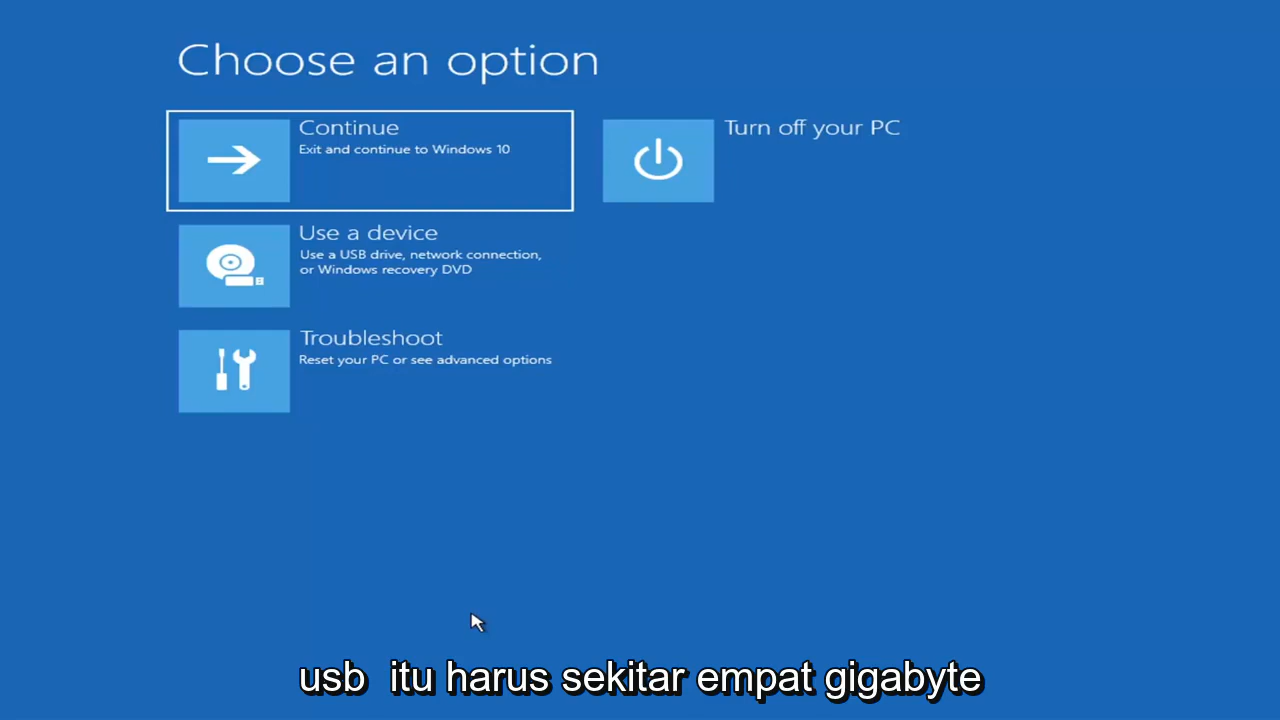 Choose an option
Continue
Exit and continue to Windows 10
Turn off your PC
Use a device
Use a USB drive, network connection,
or Windows recovery DVD
Troubleshoot
Reset your PC or see advanced options
usb itu harus sekitar empat gigabyte